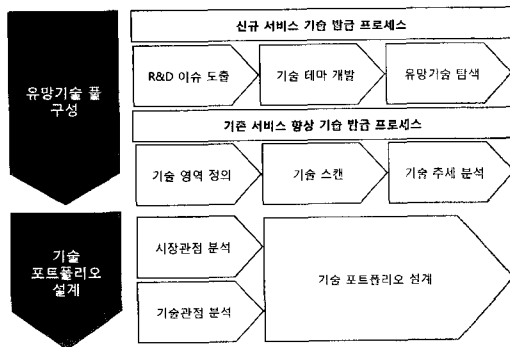 신규 서비스 기술 발굴 프로세스
유망기술 풀
구성
R&D 이슈 도출
기술 테마 개발
유망기술 탐색
기존 서비스 향상 기술 발굴 프로세스
기술 영역 정의
기술 스캔
기술 추세 분석
기술
포트폴리오
설계
시장관점 분석
기술 포트폴리오 설계
기술관점 분석